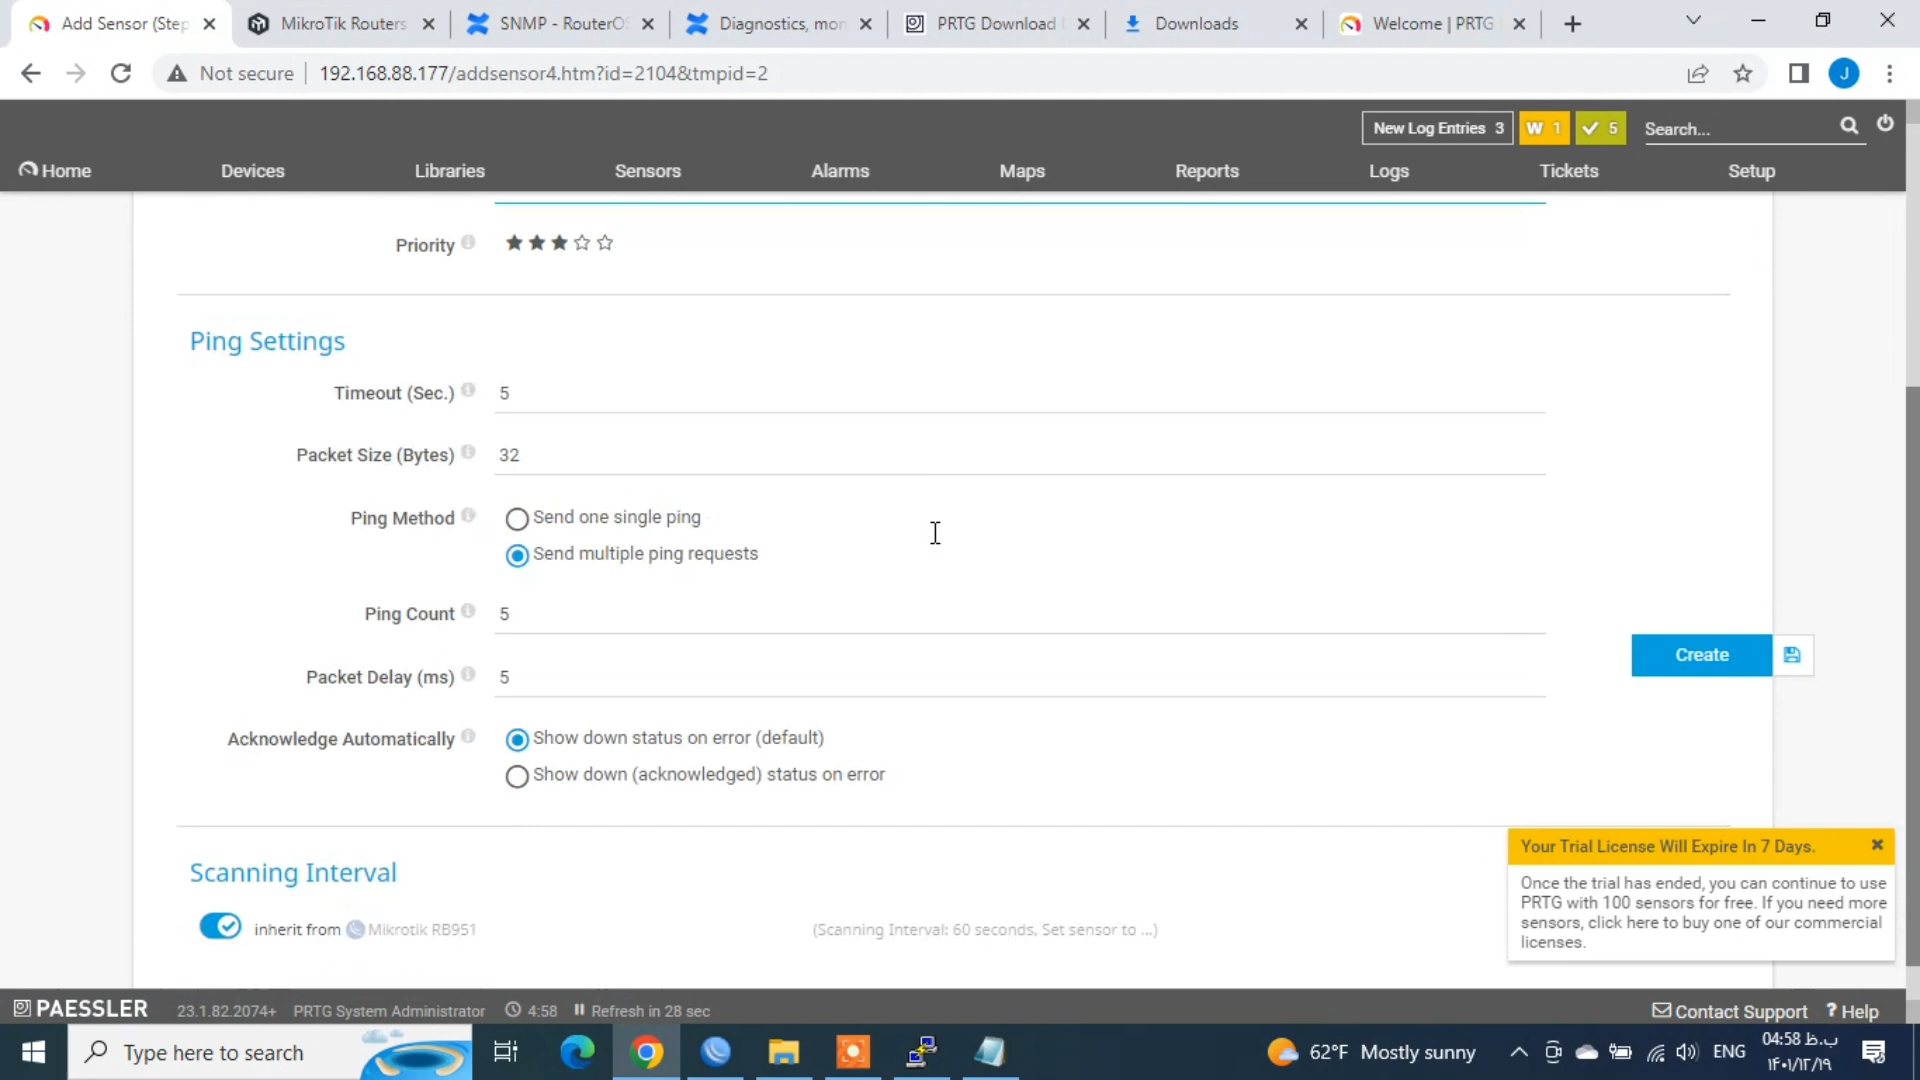 Add Sensor (Step
MikroTik Routers
SNMP - RouterO
Diagnostics, mon
PRTG Download
Downloads
Welcome | PRTG
Not secure
192.168.88.177/addsensor4.htm?id=2104&tmpid=2
J
New Log Entries 3
W 1
5
Search...
Home
Devices
Libraries
Sensors
Alarms
Maps
Reports
Logs
Tickets
Setup
Priority
Ping Settings
Timeout (Sec.)
5
Packet Size (Bytes)
32
Ping Method
Send one single ping
Send multiple ping requests
Ping Count
5
Packet Delay (ms)
5
Create
Acknowledge Automatically
Show down status on error (default)
Show down (acknowledged) status on error
Scanning Interval
inherit from Mikrotik RB951
(Scanning Interval: 60 seconds, Set sensor to ...)
Your Trial License Will Expire In 7 Days.
Once the trial has ended, you can continue to use
PRTG with 100 sensors for free. If you need more
sensors, click here to buy one of our commercial
licenses.
PAESSLER
23.1.82.2074+
PRTG System Administrator
4:58
Refresh in 28 sec
Contact Support
? Help
Type here to search
62°F Mostly sunny
ENG
04:58 ب.ظ
۱۴۰۱/۱۲/۱۹